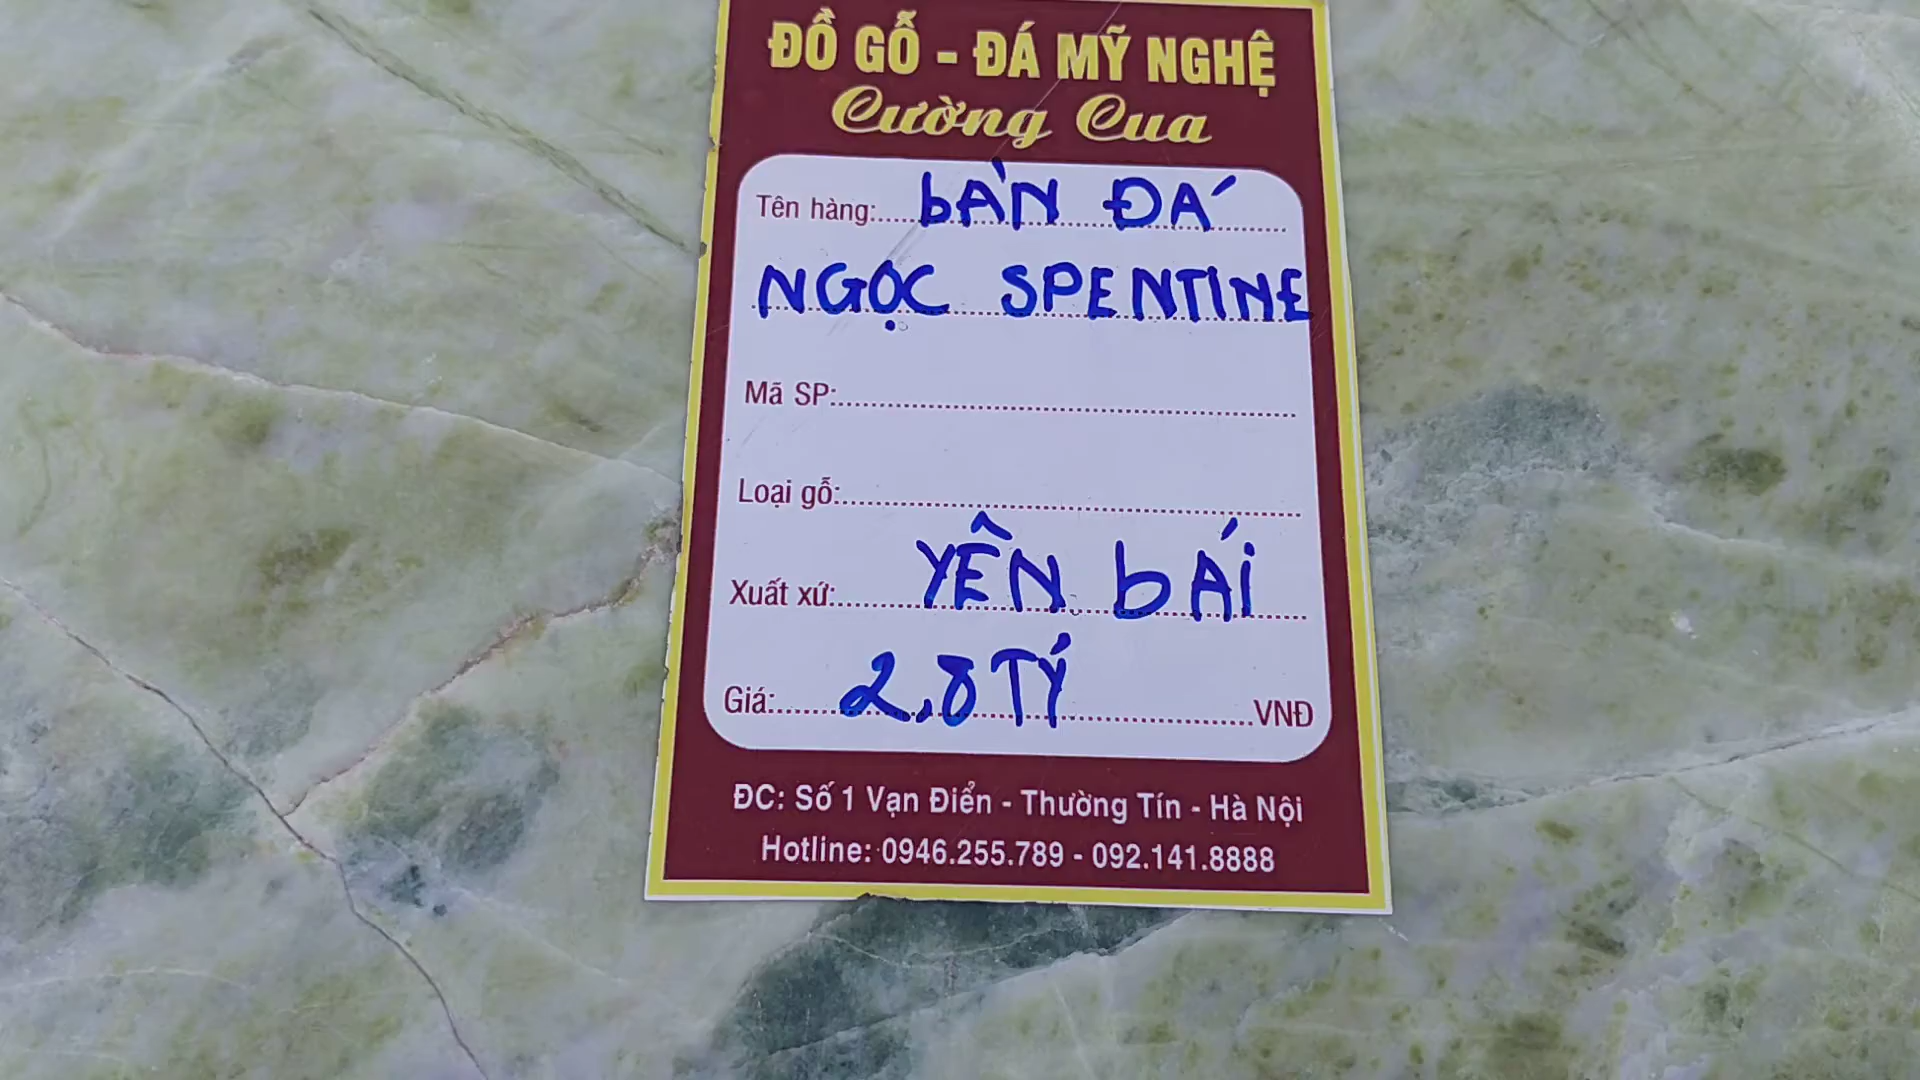 ĐỒ GỖ - ĐÁ MỸ NGHỆ
Cường Cua
Tên hàng: bÀN ĐÁ
NGỌC SPENTINE
Mã SP:
Loại gỗ:
Xuất xứ: YÊN bÁi
Giá: 2,8 TÝ VNĐ
ĐC: Số 1 Vạn Điển - Thường Tín - Hà Nội
Hotline: 0946.255.789 - 092.141.8888